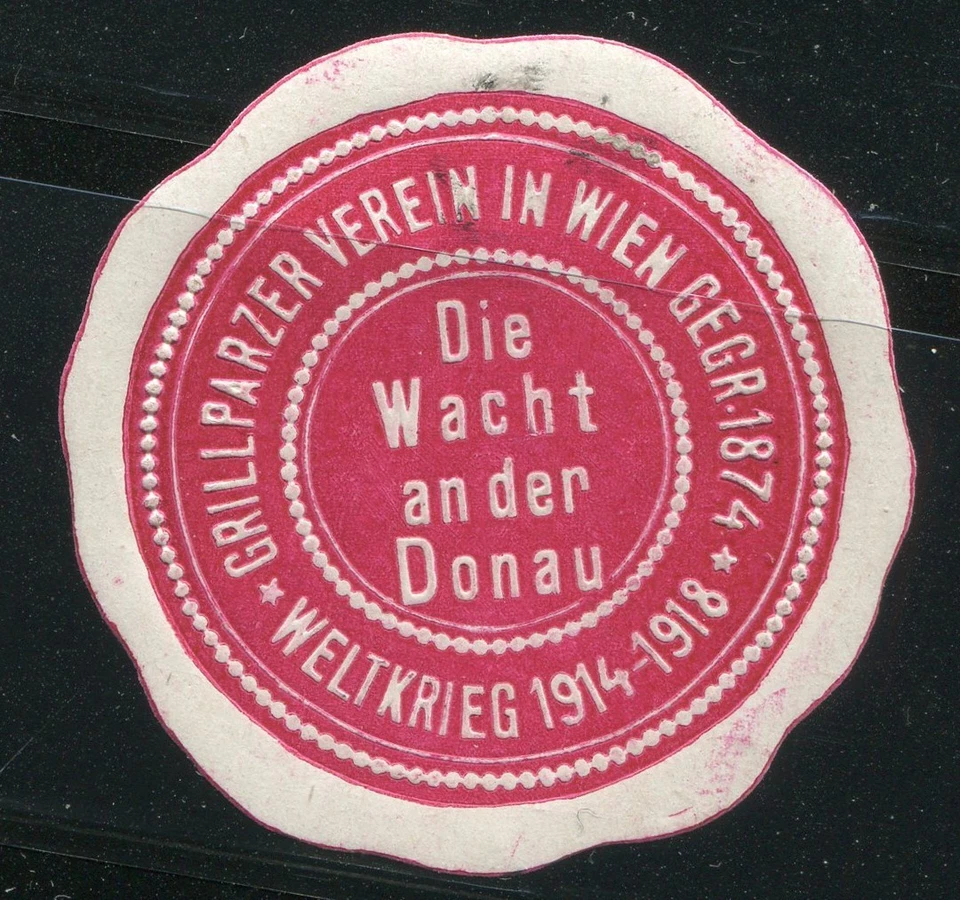 GRILLPARZER VEREIN IN WIEN GEGR. 1874
Die
Wacht
an der
Donau
★ WELTKRIEG 1914-1918 ★